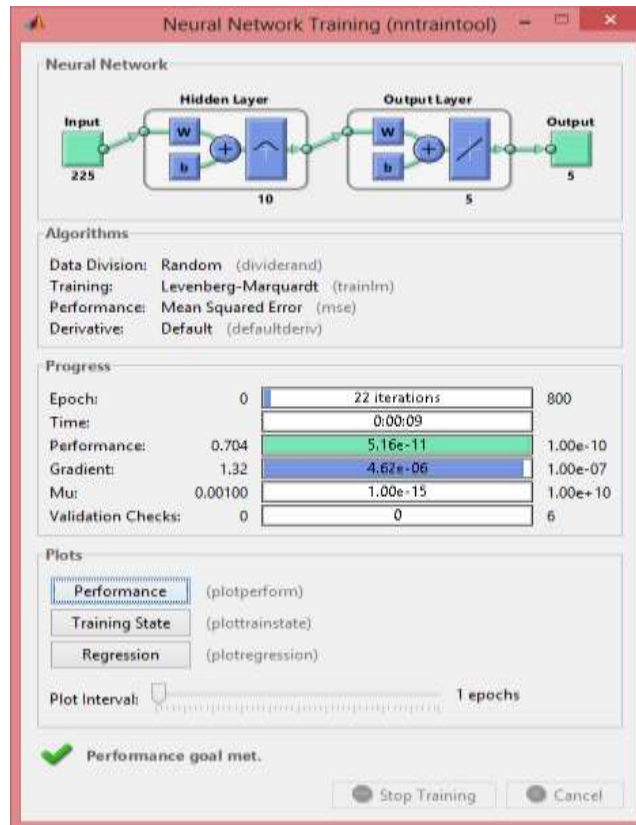 Neural Network Training (nntraintool)
Neural Network
Hidden Layer
Output Layer
Input
Output
W
b
W
b
225
10
5
5
Algorithms
Data Division: Random (dividerand)
Training: Levenberg-Marquardt (trainlm)
Performance: Mean Squared Error (mse)
Derivative: Default (defaultderiv)
Progress
Epoch: 0 22 iterations 800
Time: 0:00:09
Performance: 0.704 5.16e-11 1.00e-10
Gradient: 1.32 4.62e-06 1.00e-07
Mu: 0.00100 1.00e-15 1.00e+10
Validation Checks: 0 0 6
Plots
Performance (plotperform)
Training State (plottrainstate)
Regression (plotregression)
Plot Interval: 1 epochs
Performance goal met.
Stop Training Cancel